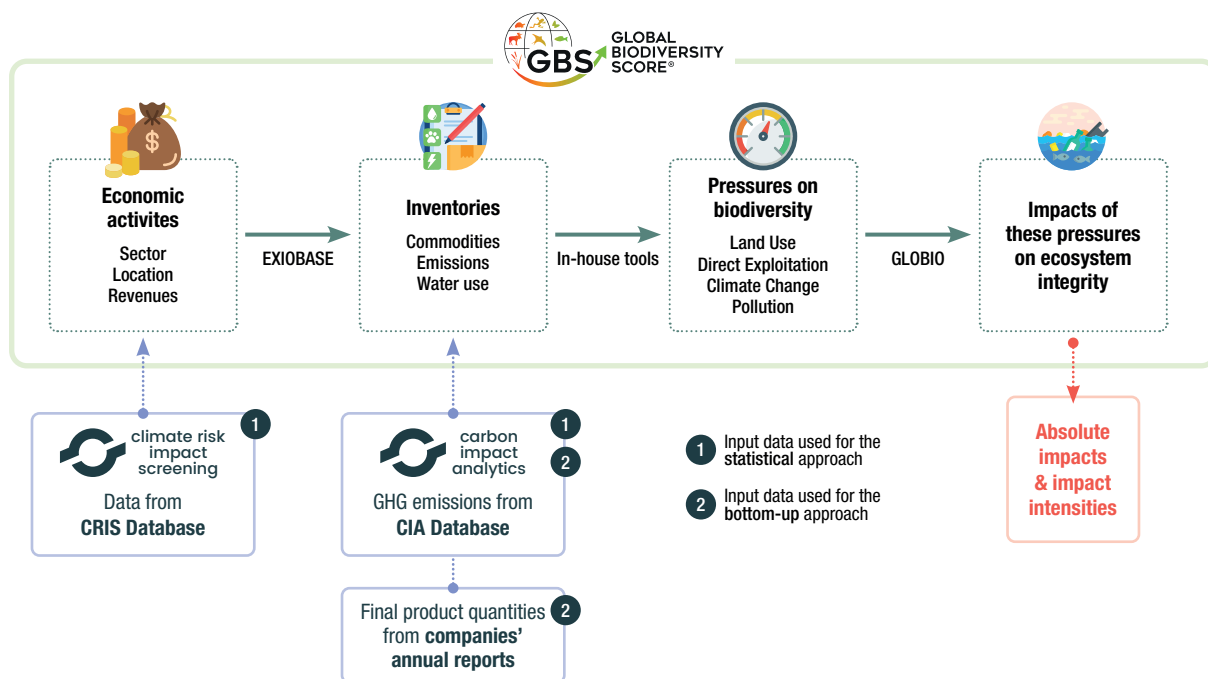 GBS
GLOBAL
BIODIVERSITY
SCORE®
Economic
activites
Sector
Location
Revenues
EXIOBASE
Inventories
Commodities
Emissions
Water use
In-house tools
Pressures on
biodiversity
Land Use
Direct Exploitation
Climate Change
Pollution
GLOBIO
Impacts of
these pressures
on ecosystem
integrity
1
climate risk
impact
screening
Data from
CRIS Database
1
2
carbon
impact
analytics
GHG emissions from
CIA Database
2
Final product quantities
from companies’
annual reports
1
Input data used for the
statistical approach
2
Input data used for the
bottom-up approach
Absolute
impacts
& impact
intensities